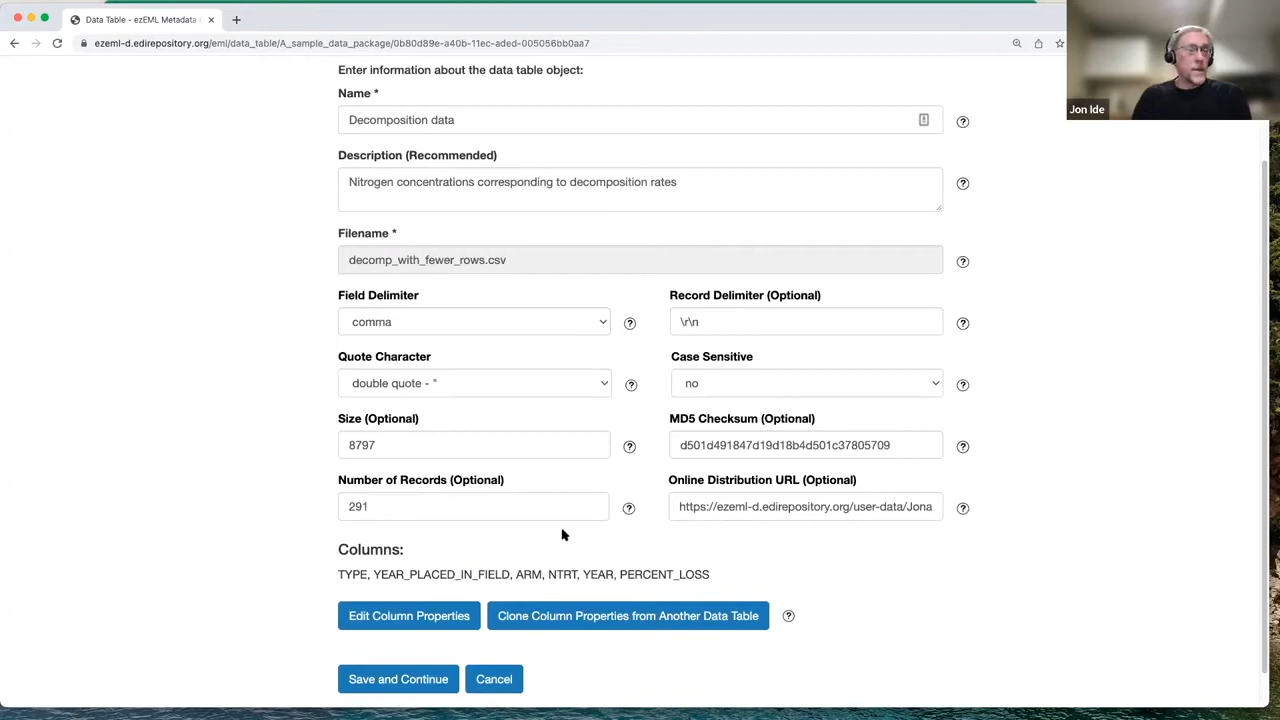 Data Table - ezEML Metadata
ezeml-d.edirepository.org/eml/data_table/A_sample_data_package/0b80d89e-a40b-11ec-aded-005056bb0aa7
Jon Ide
Enter information about the data table object:
Name *
Decomposition data
Description (Recommended)
Nitrogen concentrations corresponding to decomposition rates
Filename *
decomp_with_fewer_rows.csv
Field Delimiter
Record Delimiter (Optional)
comma
\r\n
Quote Character
Case Sensitive
double quote - "
no
Size (Optional)
MD5 Checksum (Optional)
8797
d501d491847d19d18b4d501c37805709
Number of Records (Optional)
Online Distribution URL (Optional)
291
https://ezeml-d.edirepository.org/user-data/Jona
Columns:
TYPE, YEAR_PLACED_IN_FIELD, ARM, NTRT, YEAR, PERCENT_LOSS
Edit Column Properties
Clone Column Properties from Another Data Table
Save and Continue
Cancel